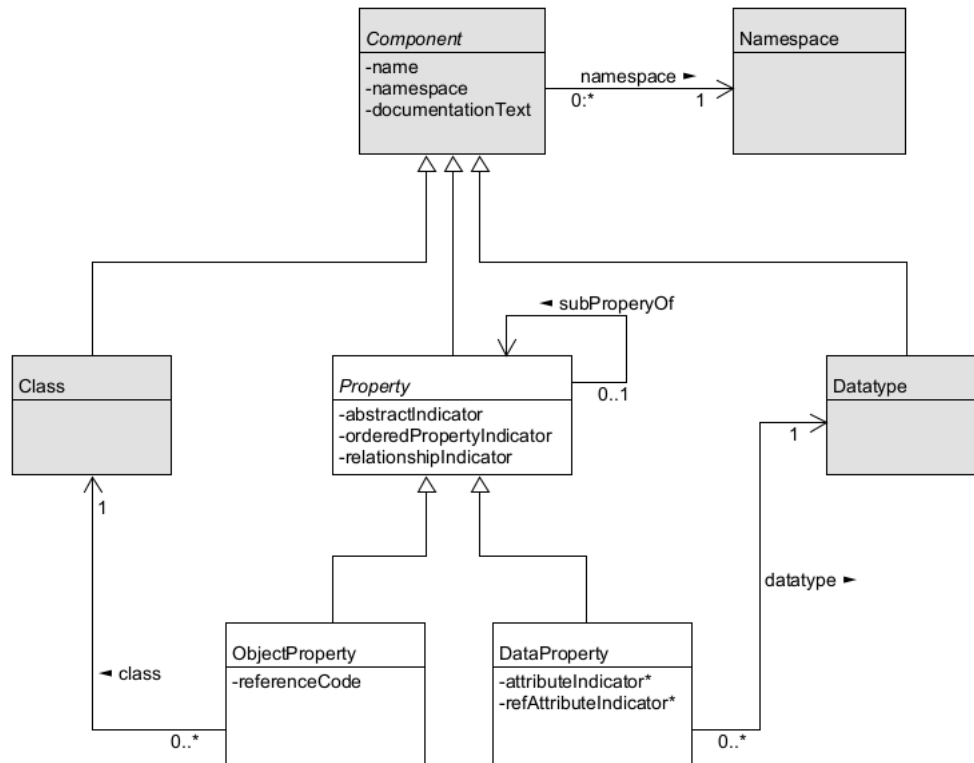 Component
-name
-namespace
-documentationText
namespace ►
0:*
1
Namespace
◄ subProperyOf
Class
Property
-abstractIndicator
-orderedPropertyIndicator
-relationshipIndicator
0..1
Datatype
1
1
datatype ►
◄ class
ObjectProperty
-referenceCode
DataProperty
-attributeIndicator*
-refAttributeIndicator*
0..*
0..*